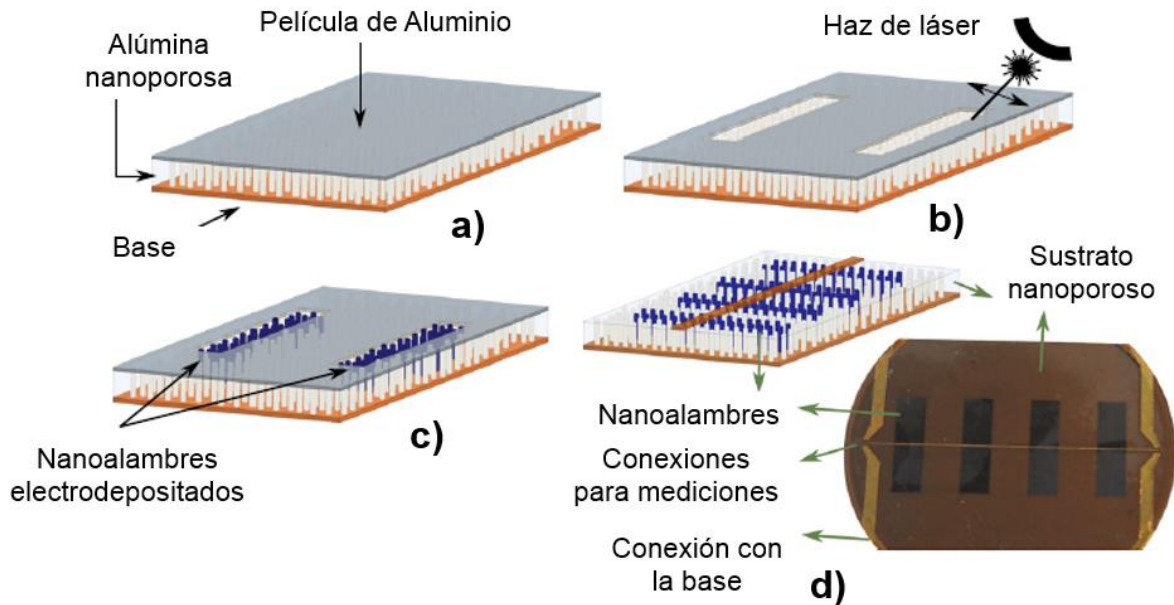 Película de Aluminio
Alúmina
nanoporosa
Base
a)
Haz de láser
b)
Nanoalambres
electrodepositados
c)
Sustrato
nanoporoso
Nanoalambres
Conexiones
para mediciones
Conexión con
la base
d)